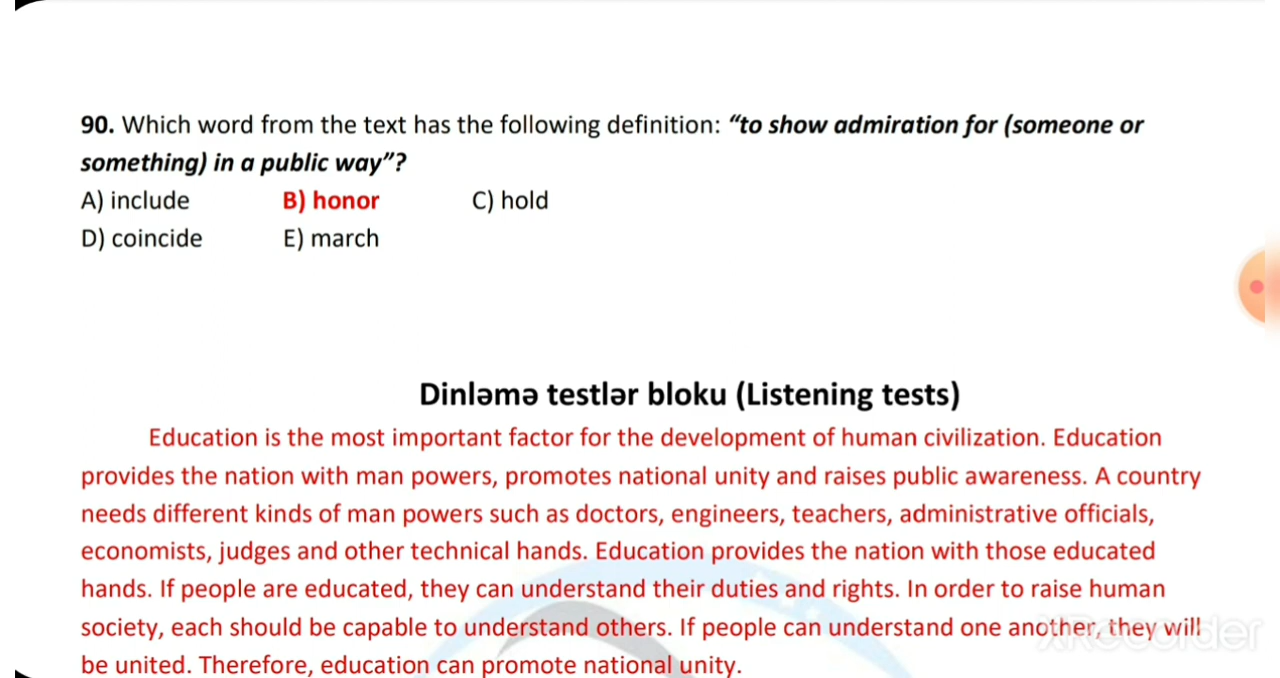 90. Which word from the text has the following definition: “to show admiration for (someone or
something) in a public way”?
A) include B) honor C) hold
D) coincide E) march
Dinləmə testlər bloku (Listening tests)
Education is the most important factor for the development of human civilization. Education
provides the nation with man powers, promotes national unity and raises public awareness. A country
needs different kinds of man powers such as doctors, engineers, teachers, administrative officials,
economists, judges and other technical hands. Education provides the nation with those educated
hands. If people are educated, they can understand their duties and rights. In order to raise human
society, each should be capable to understand others. If people can understand one another, they will
be united. Therefore, education can promote national unity.
XRecorder